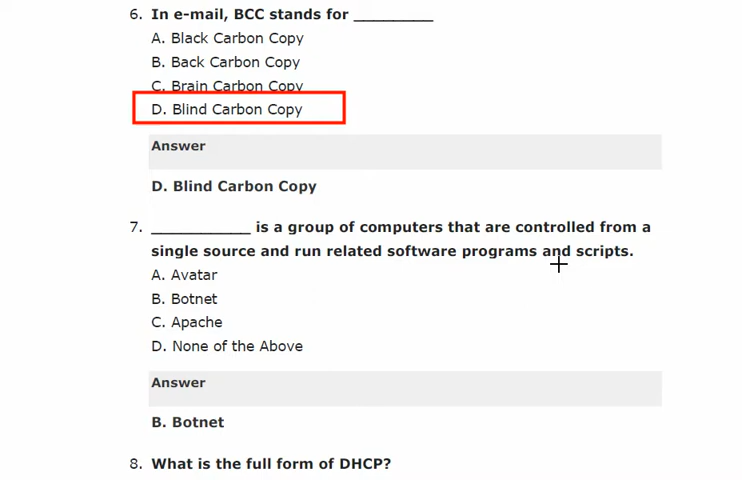 6. In e-mail, BCC stands for ________
A. Black Carbon Copy
B. Back Carbon Copy
C. Brain Carbon Copy
D. Blind Carbon Copy
Answer
D. Blind Carbon Copy
7. __________ is a group of computers that are controlled from a
single source and run related software programs and scripts.
A. Avatar
B. Botnet
C. Apache
D. None of the Above
Answer
B. Botnet
8. What is the full form of DHCP?